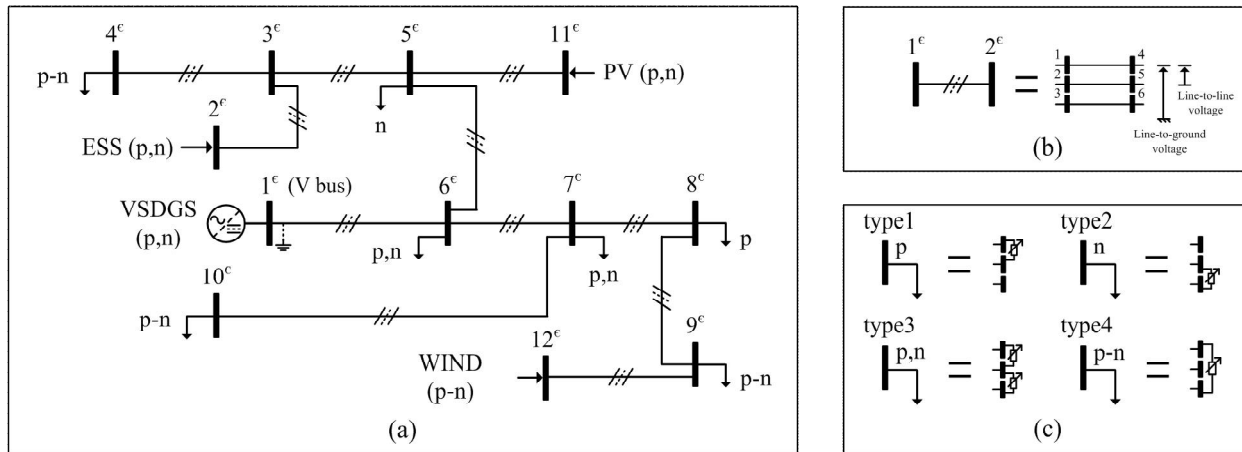 4ᶜ 3ᶜ 5ᶜ 11ᶜ
p-n
PV (p,n)
2ᶜ
n
ESS (p,n)
1ᶜ (V bus)
6ᶜ 7ᶜ 8ᶜ
VSDGS
(p,n)
p,n
p,n
p
10ᶜ
p-n
12ᶜ
9ᶜ
WIND
(p-n)
p-n
(a)
1ᶜ 2ᶜ
=
1 4
2 5
3 6
Line-to-line
voltage
Line-to-ground
voltage
(b)
type1 type2
p = n =
type3 type4
p,n = p-n =
(c)